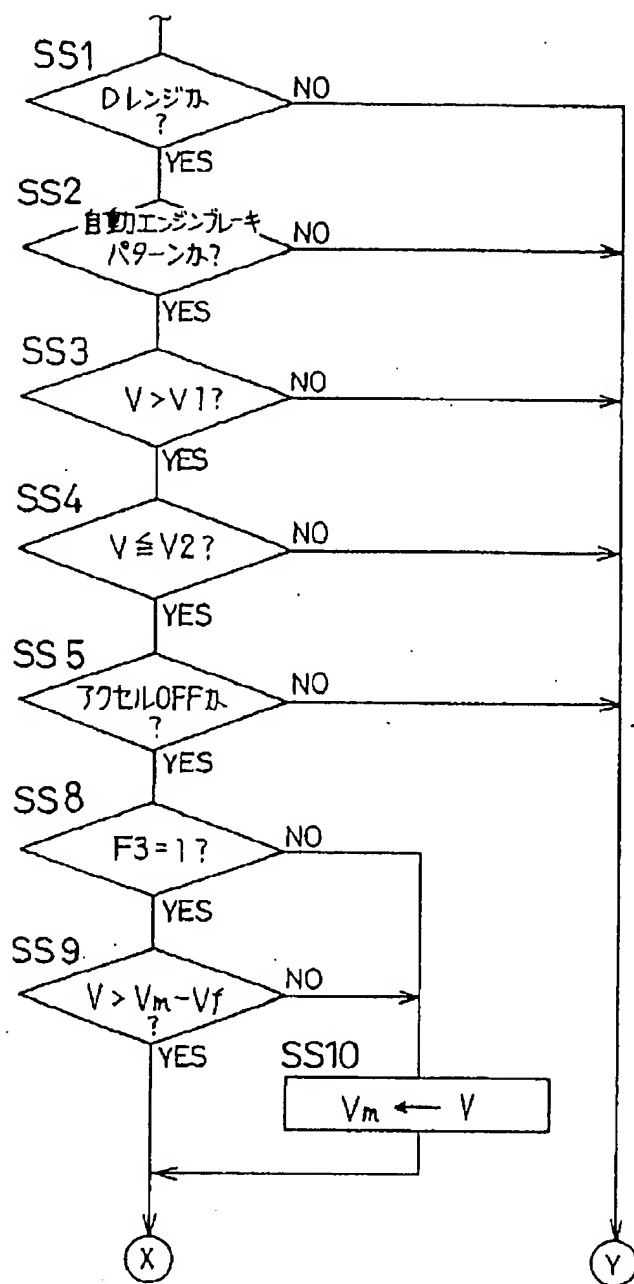 SS1
Dレンジか
?
NO
YES
SS2
自動エンジンブレーキ
パターンか?
NO
YES
SS3
V>V1?
NO
YES
SS4
V≦V2?
NO
YES
SS5
アクセルOFFか
?
NO
YES
SS8
F3=1?
NO
YES
SS9
V>Vm-Vf
?
NO
YES
SS10
Vm ← V
X
Y